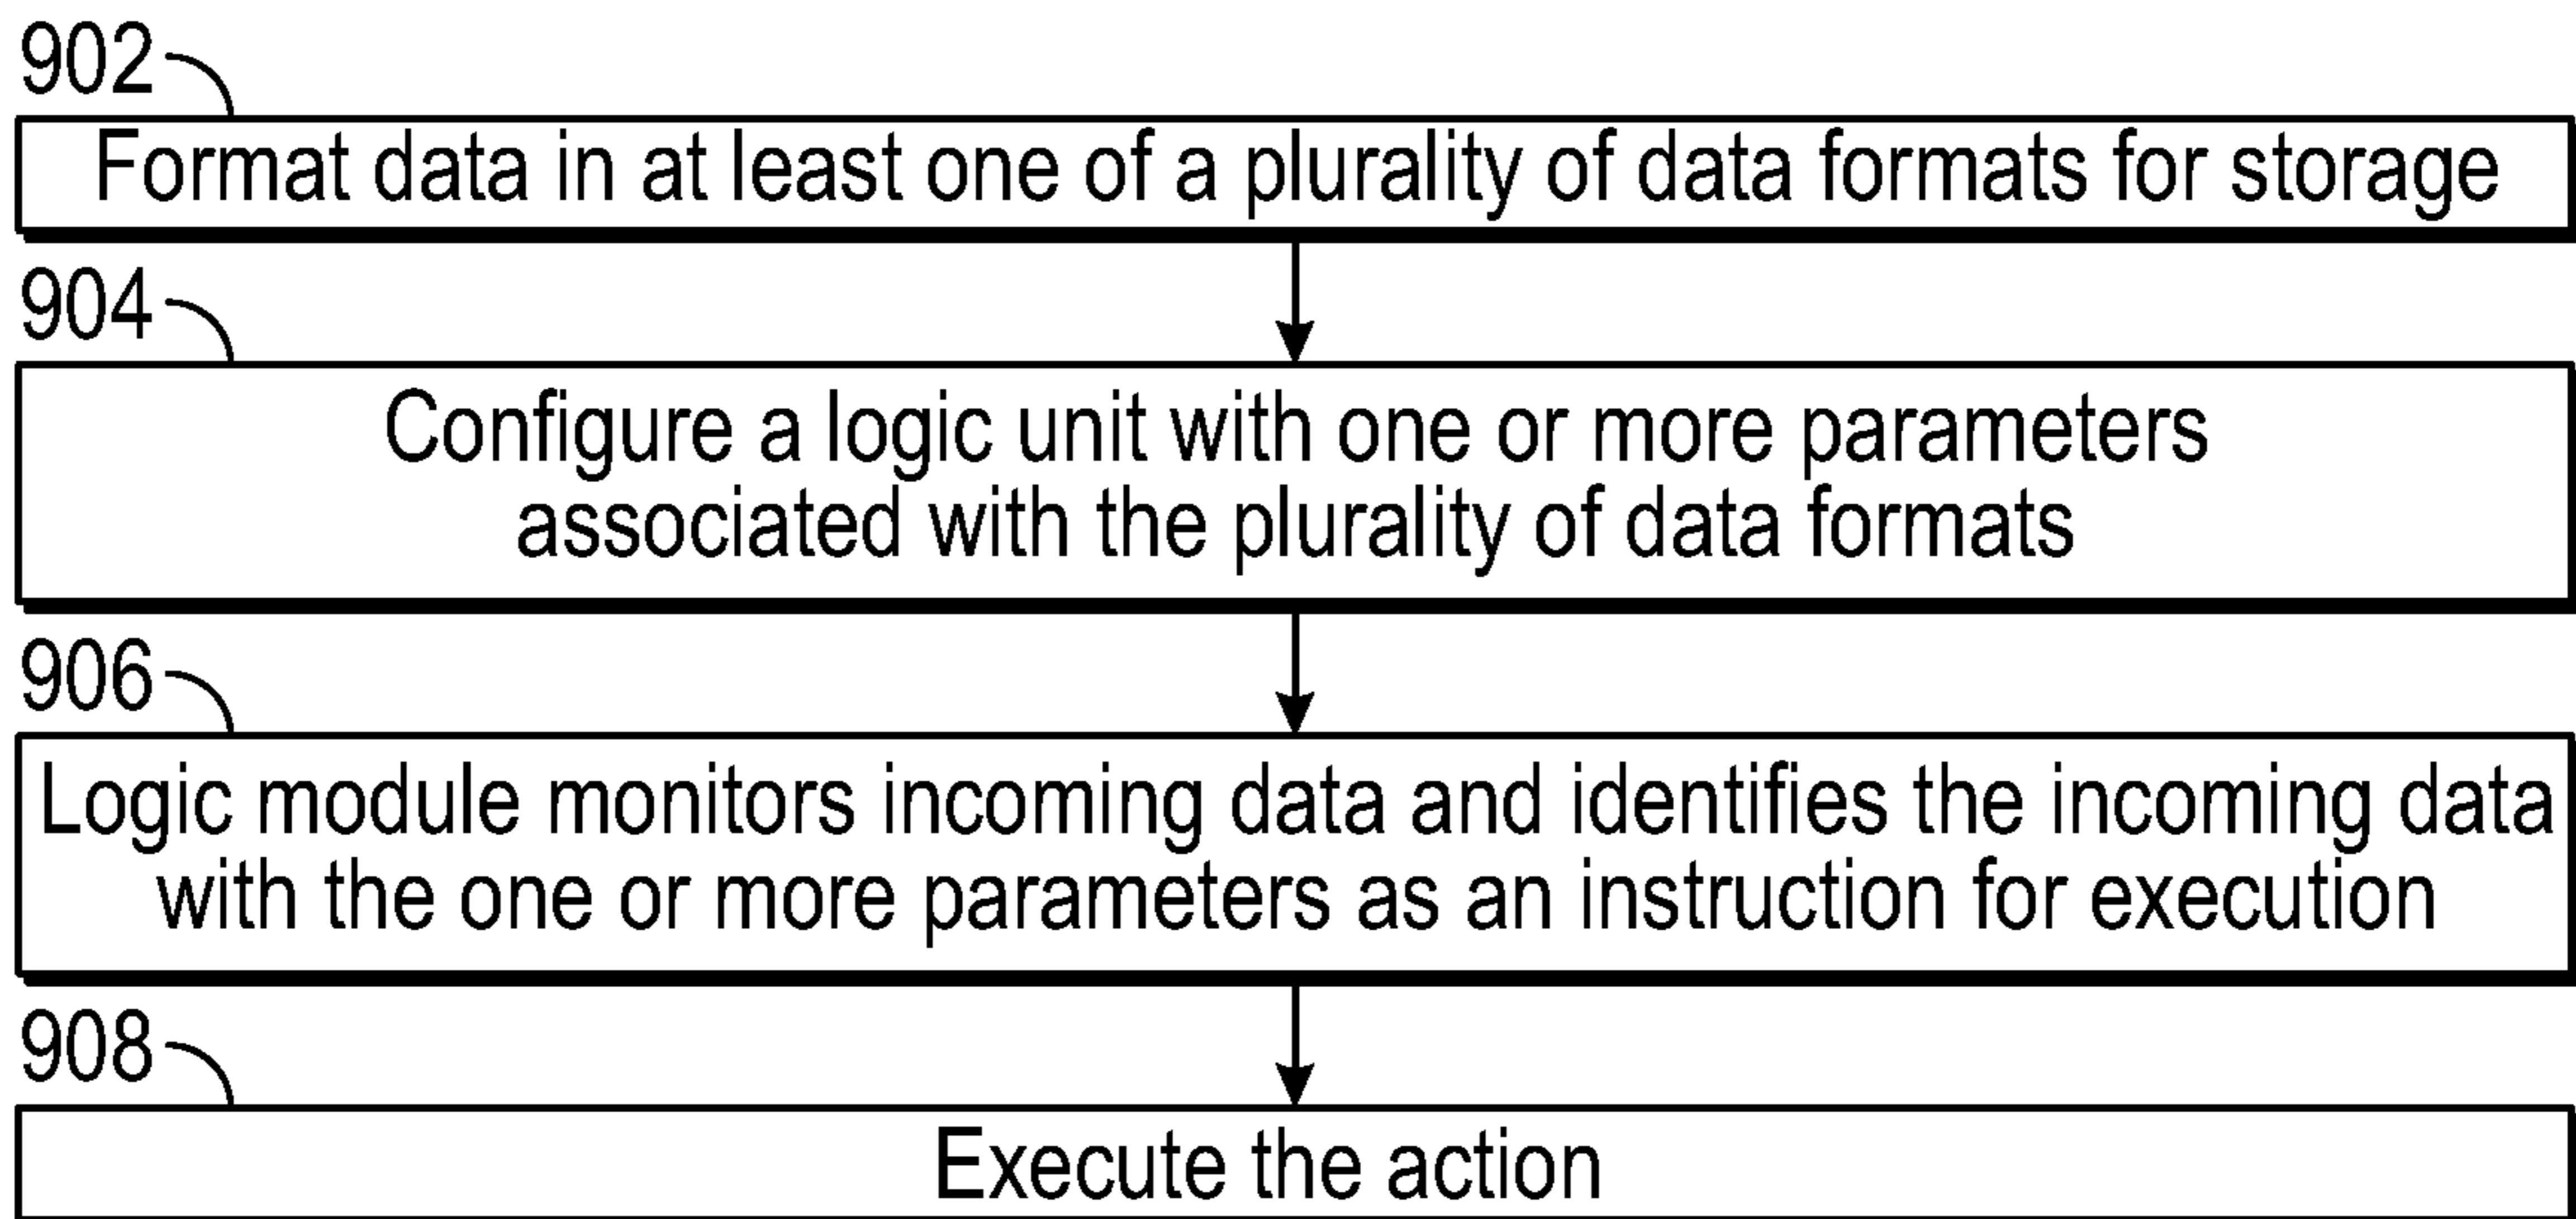 902
Format data in at least one of a plurality of data formats for storage
904
Configure a logic unit with one or more parameters
associated with the plurality of data formats
906
Logic module monitors incoming data and identifies the incoming data
with the one or more parameters as an instruction for execution
908
Execute the action